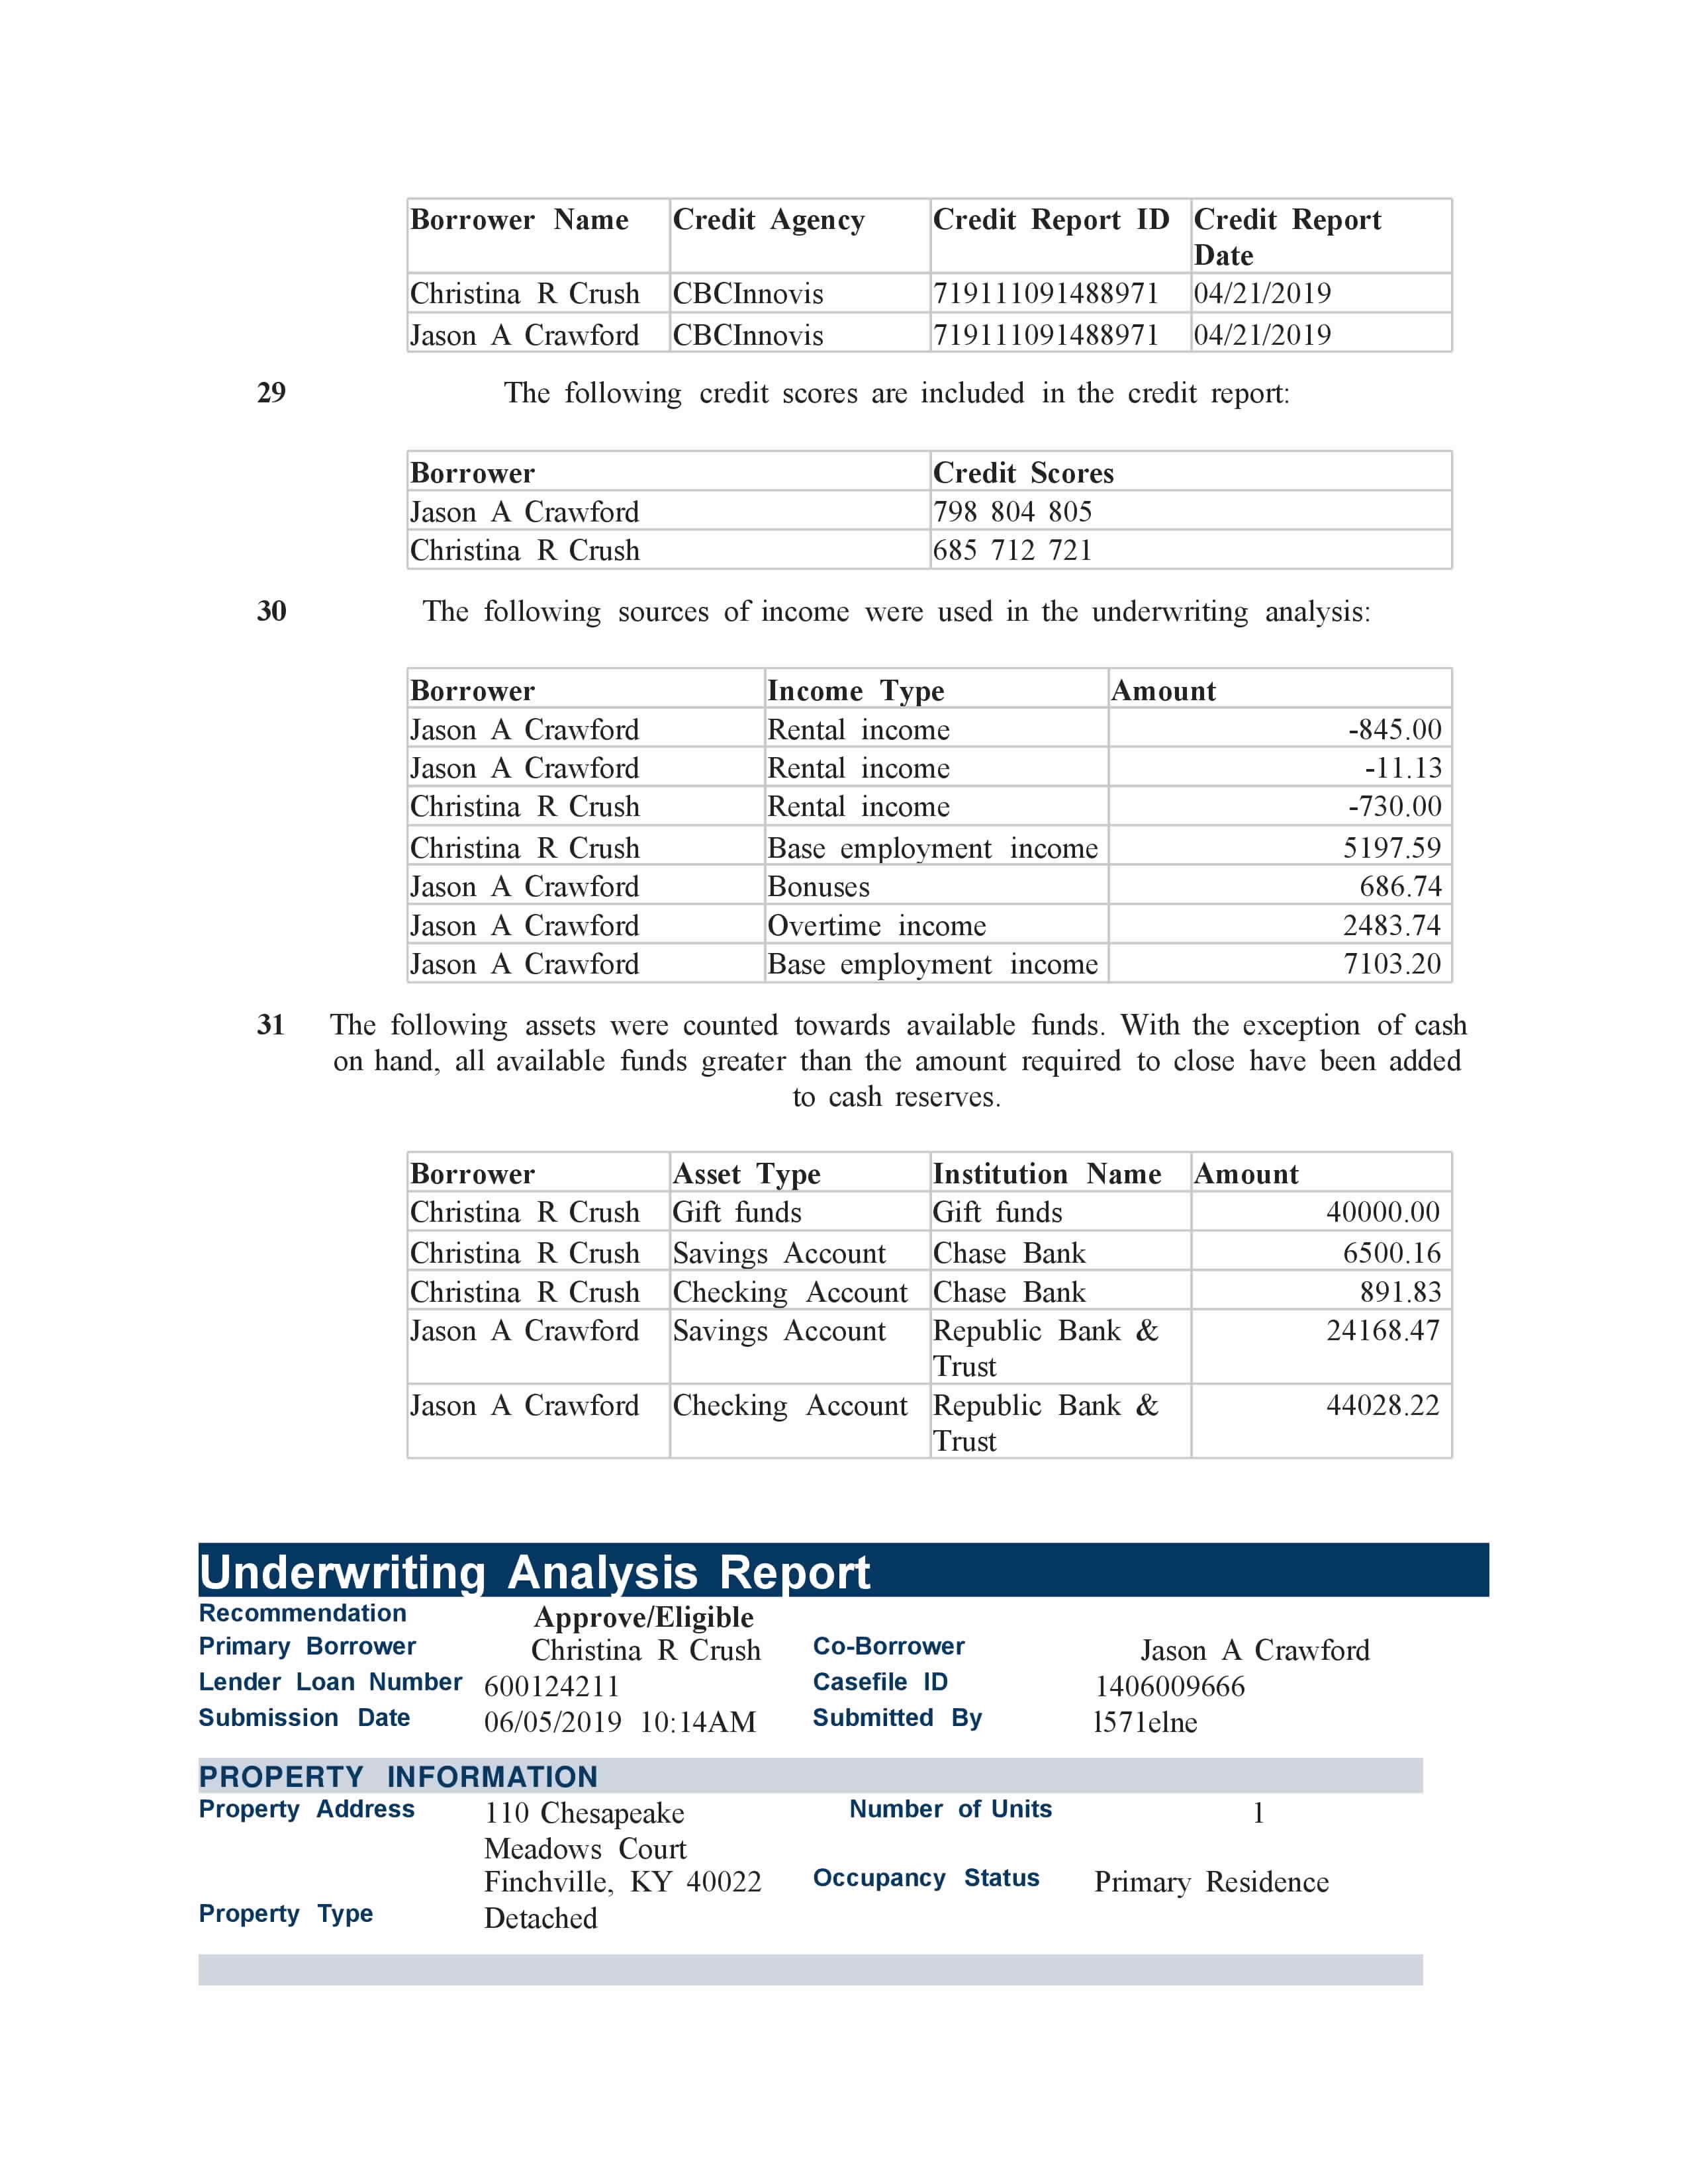 Borrower Name Credit Agency Credit Report ID Credit Report
Date
Christina R Crush CBCInnovis 719111091488971 04/21/2019
Jason A Crawford CBCInnovis 719111091488971 04/21/2019
29 The following credit scores are included in the credit report:
Borrower Credit Scores
Jason A Crawford 798 804 805
Christina R Crush 685 712 721
30 The following sources of income were used in the underwriting analysis:
Borrower Income Type Amount
Jason A Crawford Rental income -845.00
Jason A Crawford Rental income -11.13
Christina R Crush Rental income -730.00
Christina R Crush Base employment income 5197.59
Jason A Crawford Bonuses 686.74
Jason A Crawford Overtime income 2483.74
Jason A Crawford Base employment income 7103.20
31 The following assets were counted towards available funds. With the exception of cash
on hand, all available funds greater than the amount required to close have been added
to cash reserves.
Borrower Asset Type Institution Name Amount
Christina R Crush Gift funds Gift funds 40000.00
Christina R Crush Savings Account Chase Bank 6500.16
Christina R Crush Checking Account Chase Bank 891.83
Jason A Crawford Savings Account Republic Bank & 24168.47
Trust
Jason A Crawford Checking Account Republic Bank & 44028.22
Trust
Underwriting Analysis Report
Recommendation Approve/Eligible
Primary Borrower Christina R Crush Co-Borrower Jason A Crawford
Lender Loan Number 600124211 Casefile ID 1406009666
Submission Date 06/05/2019 10:14AM Submitted By l571elne
PROPERTY INFORMATION
Property Address 110 Chesapeake Number of Units 1
Meadows Court
Finchville, KY 40022 Occupancy Status Primary Residence
Property Type Detached